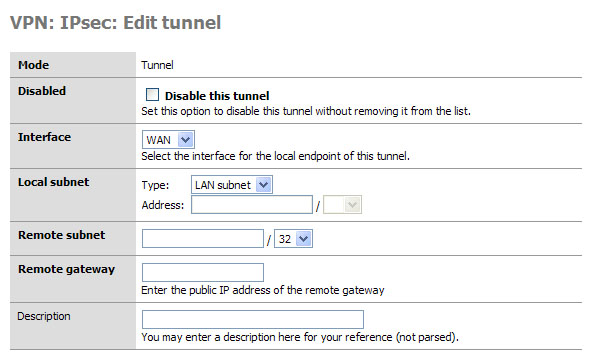 VPN: IPsec: Edit tunnel
Mode Tunnel
Disabled Disable this tunnel
Set this option to disable this tunnel without removing it from the list.
Interface WAN
Select the interface for the local endpoint of this tunnel.
Local subnet Type: LAN subnet
Address: /
Remote subnet / 32
Remote gateway
Enter the public IP address of the remote gateway
Description
You may enter a description here for your reference (not parsed).